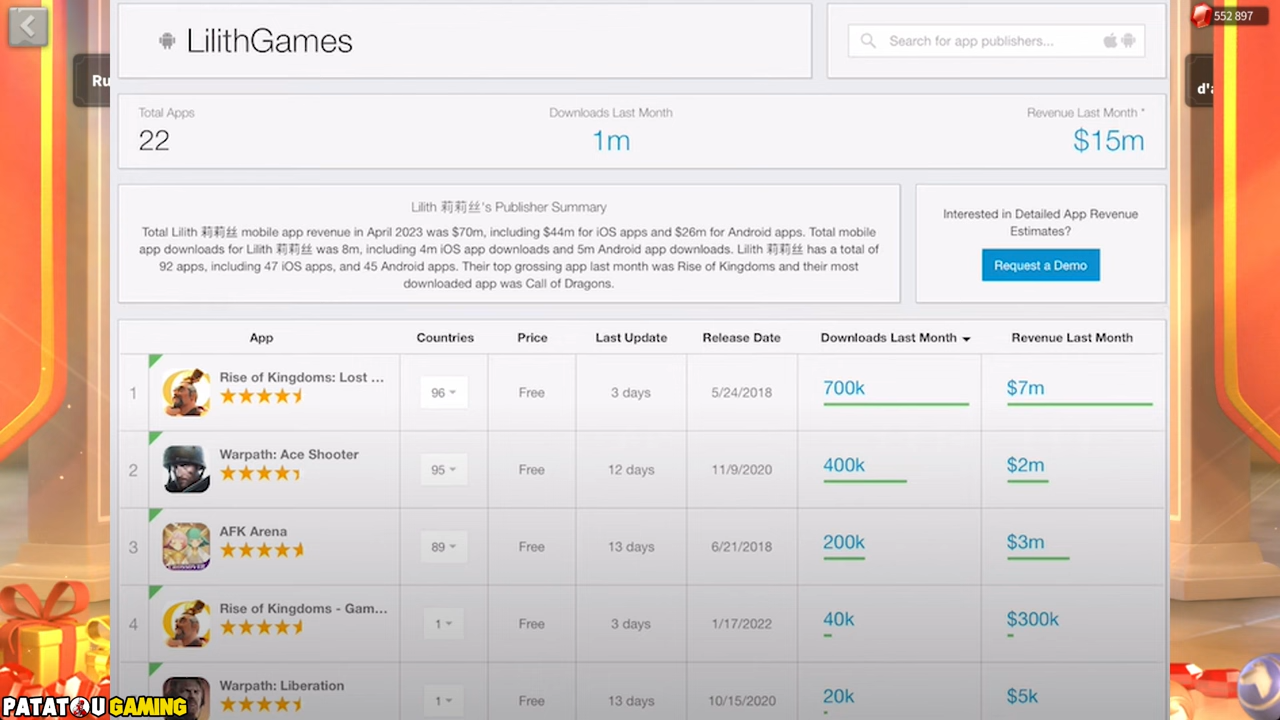 552 897
LilithGames
Search for app publishers...
Ru
d'a
Total Apps
Downloads Last Month
Revenue Last Month *
22
1m
$15m
Lilith 莉莉丝's Publisher Summary
Total Lilith 莉莉丝 mobile app revenue in April 2023 was $70m, including $44m for iOS apps and $26m for Android apps. Total mobile
app downloads for Lilith 莉莉丝 was 8m, including 4m iOS app downloads and 5m Android app downloads. Lilith 莉莉丝 has a total of
92 apps, including 47 iOS apps, and 45 Android apps. Their top grossing app last month was Rise of Kingdoms and their most
downloaded app was Call of Dragons.
Interested in Detailed App Revenue
Estimates?
Request a Demo
App Countries Price Last Update Release Date Downloads Last Month Revenue Last Month
1 Rise of Kingdoms: Lost ... 96 Free 3 days 5/24/2018 700k $7m
2 Warpath: Ace Shooter 95 Free 12 days 11/9/2020 400k $2m
3 AFK Arena 89 Free 13 days 6/21/2018 200k $3m
4 Rise of Kingdoms - Gam... 1 Free 3 days 1/17/2022 40k $300k
Warpath: Liberation 1 Free 13 days 10/15/2020 20k $5k
PATATOU GAMING